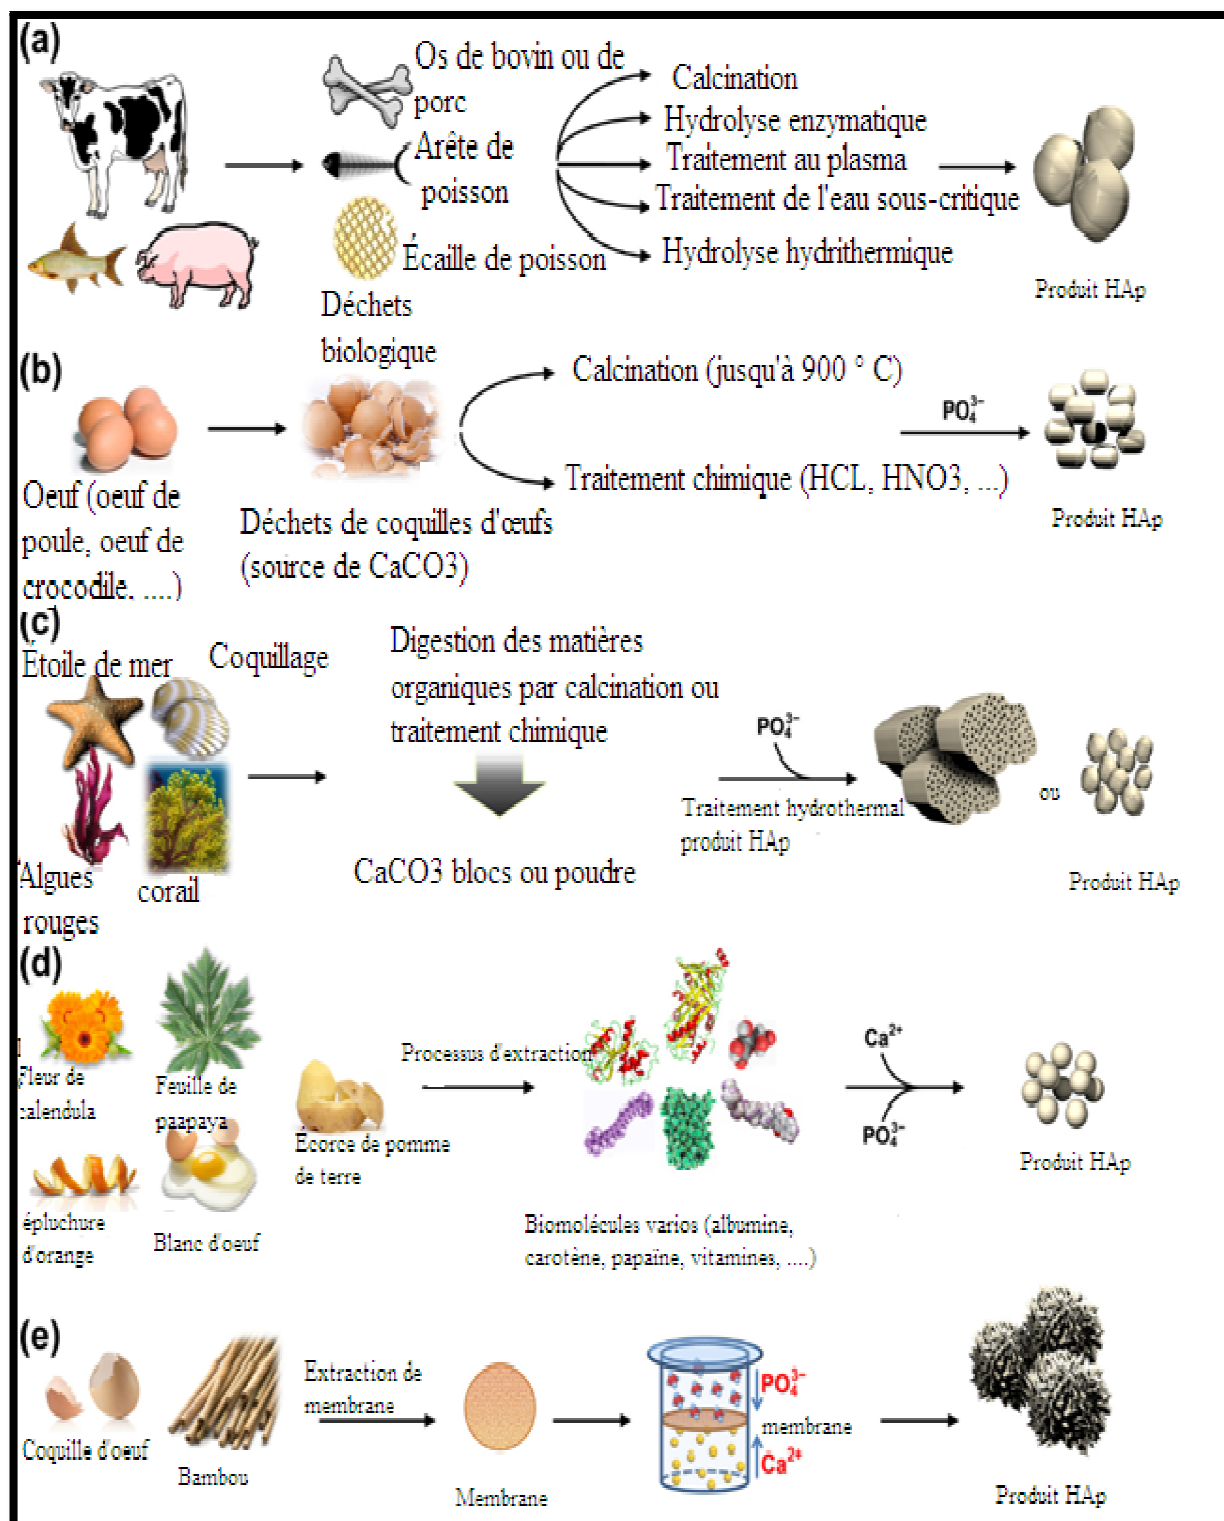 (a)
Os de bovin ou de
porc
Arête de
poisson
Écaille de poisson
Déchets
biologique
Calcination
Hydrolyse enzymatique
Traitement au plasma
Traitement de l'eau sous-critique
Hydrolyse hydrithermique
Produit HAp
(b)
Oeuf (oeuf de
poule, oeuf de
crocodile, ....)
Déchets de coquilles d'œufs
(source de CaCO3)
Calcination (jusqu'à 900 ° C)
Traitement chimique (HCL, HNO3, ...)
PO₄³⁻
Produit HAp
(c)
Étoile de mer
Coquillage
Algues
rouges
corail
Digestion des matières
organiques par calcination ou
traitement chimique
CaCO3 blocs ou poudre
PO₄³⁻
Traitement hydrothermal
produit HAp
ou
Produit HAp
(d)
Fleur de
calendula
Feuille de
paapaya
épluchure
d'orange
Blanc d'oeuf
Écorce de pomme
de terre
Processus d'extraction
Biomolécules varios (albumine,
carotène, papaïne, vitamines, ....)
Ca²⁺
PO₄³⁻
Produit HAp
(e)
Coquille d'oeuf
Bambou
Extraction de
membrane
Membrane
PO₄³⁻
membrane
Ca²⁺
Produit HAp